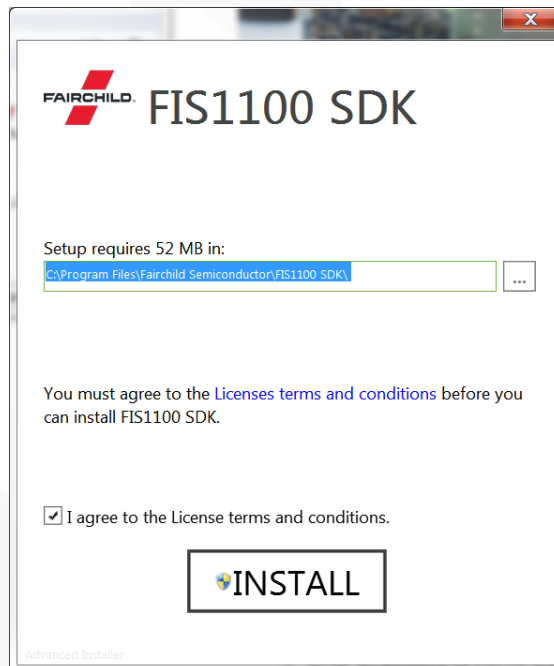 FAIRCHILD
FIS1100 SDK
Setup requires 52 MB in:
C:\Program Files\Fairchild Semiconductor\FIS1100 SDK\
...
You must agree to the Licenses terms and conditions before you
can install FIS1100 SDK.
I agree to the License terms and conditions.
INSTALL
Advanced Installer